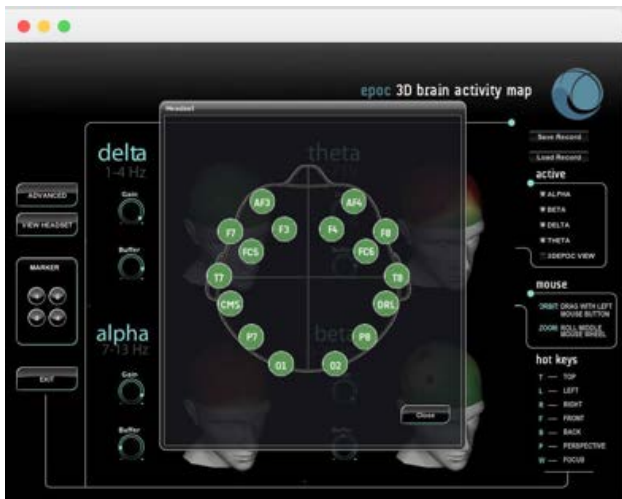 epoc 3D brain activity map
Headset
Save Record
Load Record
delta
1-4 Hz
theta
active
ALPHA
BETA
DELTA
THETA
3DEPOC VIEW
ADVANCED
VIEW HEADSET
Gain
Buffer
AF3
AF4
F7
F3
F4
F8
FC5
FC6
T7
T8
CMS
DRL
P7
P8
O1
O2
MARKER
mouse
ORBIT: DRAG WITH LEFT
MOUSE BUTTON
ZOOM: ROLL MIDDLE
MOUSE WHEEL
alpha
7-13 Hz
beta
hot keys
T — TOP
L — LEFT
R — RIGHT
F — FRONT
B — BACK
P — PERSPECTIVE
W — FOCUS
EXIT
Gain
Close
Buffer